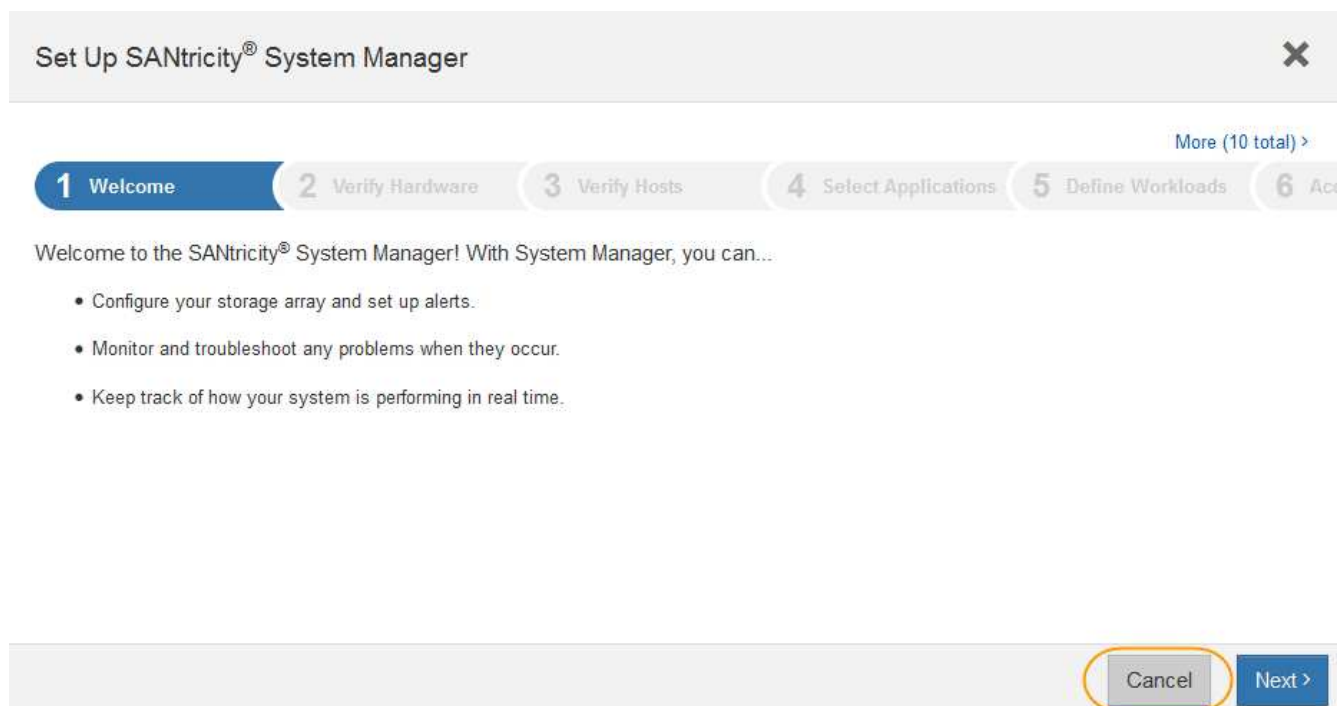 Set Up SANtricity® System Manager
More (10 total) >
1 Welcome
2 Verify Hardware
3 Verify Hosts
4 Select Applications
5 Define Workloads
6 Acc
Welcome to the SANtricity® System Manager! With System Manager, you can...
• Configure your storage array and set up alerts.
• Monitor and troubleshoot any problems when they occur.
• Keep track of how your system is performing in real time.
Cancel
Next >